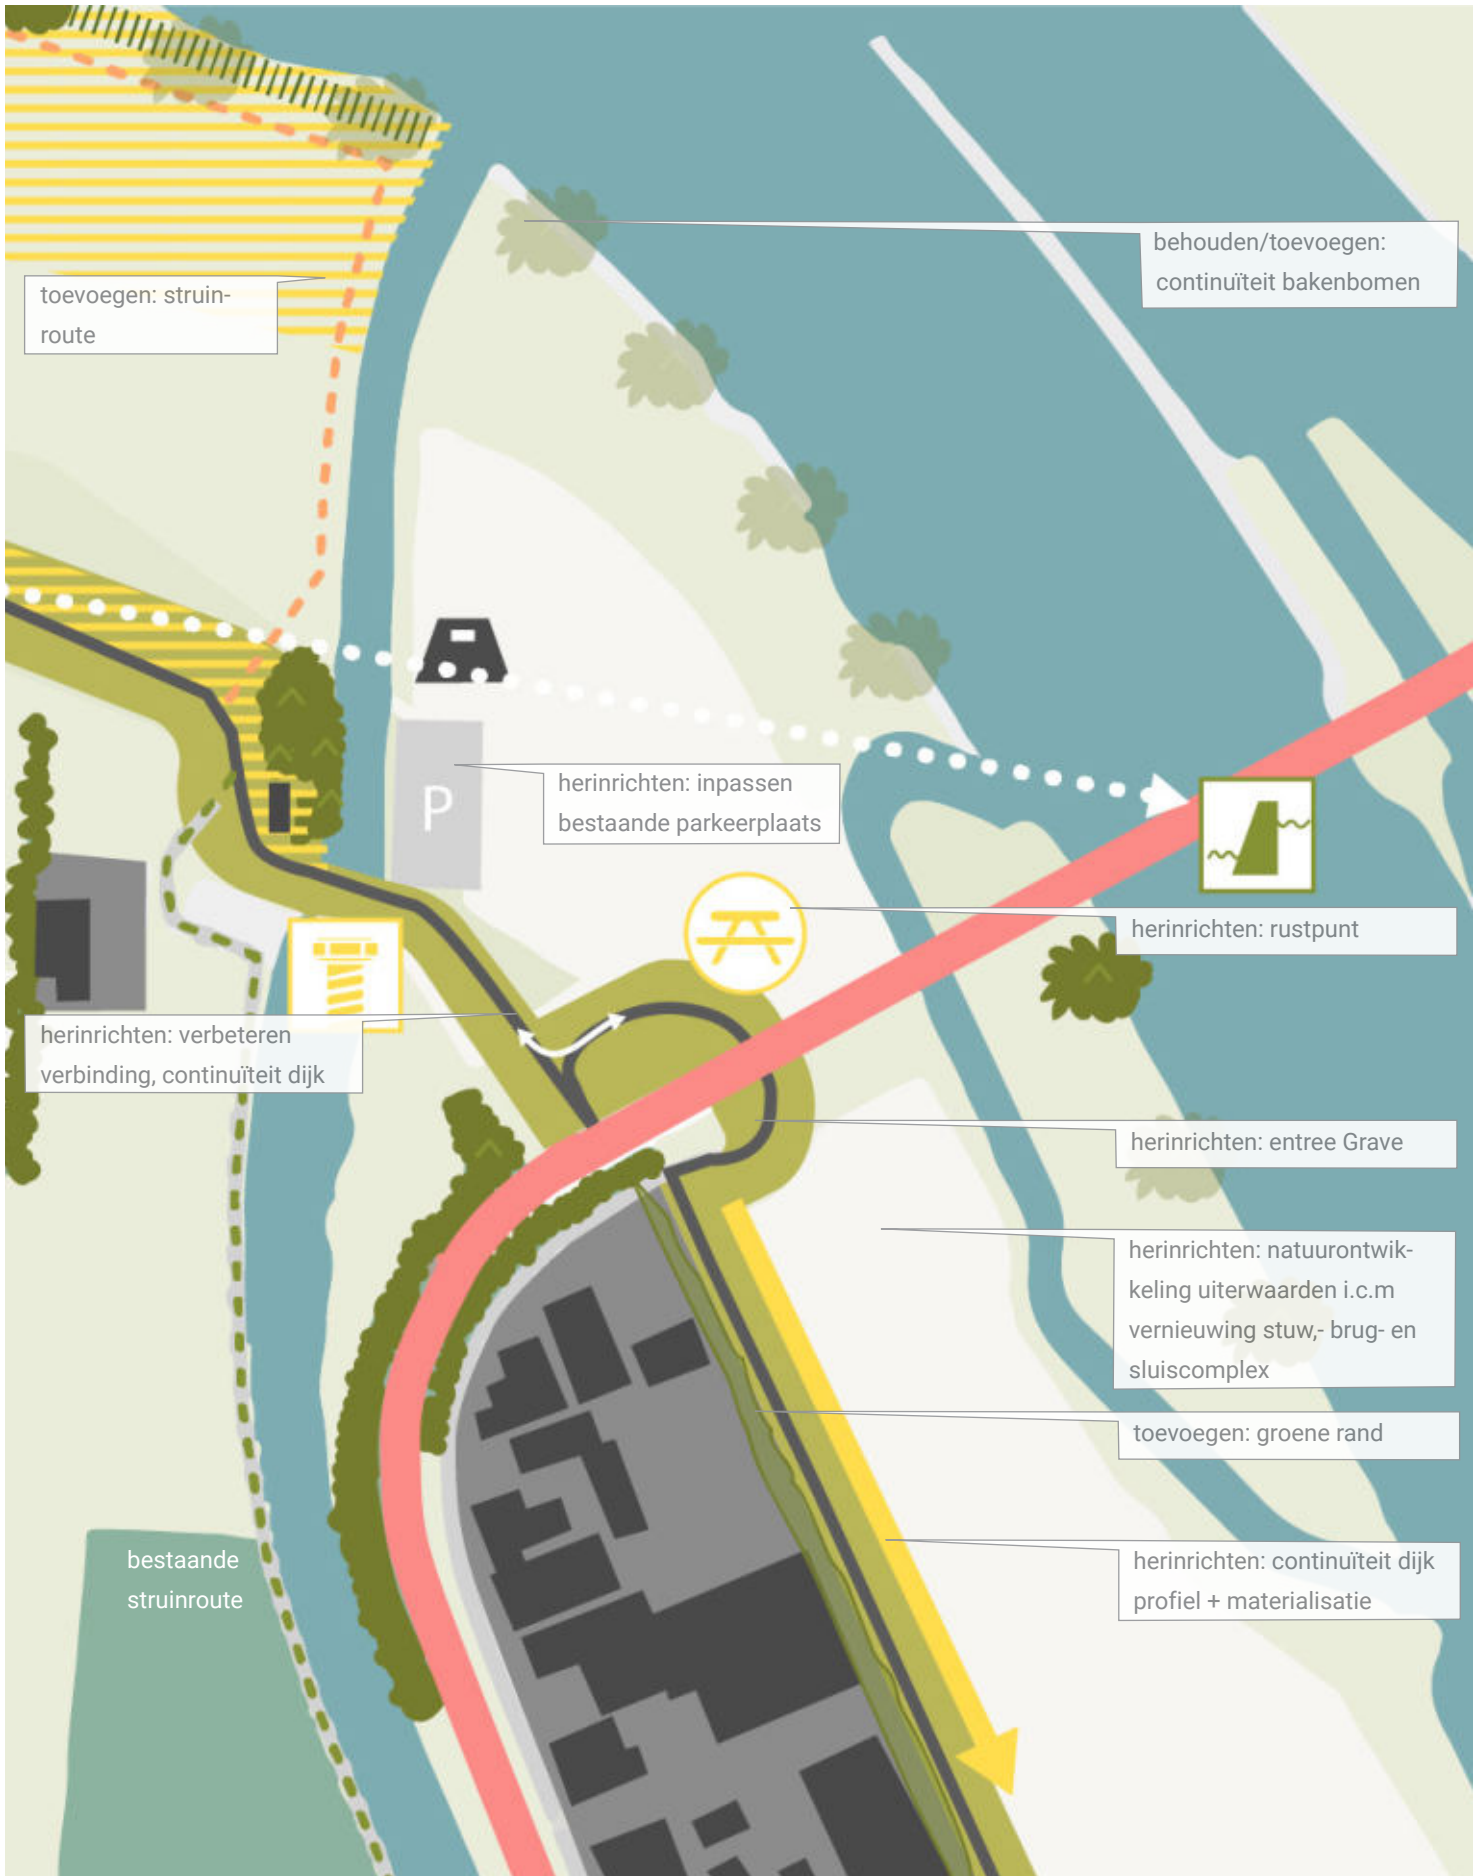 behouden/toevoegen:
continuïteit bakenbomen
toevoegen: struin-
route
herinrichten: inpassen
bestaande parkeerplaats
P
herinrichten: rustpunt
herinrichten: verbeteren
verbinding, continuïteit dijk
herinrichten: entree Grave
herinrichten: natuurontwik-
keling uiterwaarden i.c.m
vernieuwing stuw,- brug- en
sluiscomplex
toevoegen: groene rand
herinrichten: continuïteit dijk
profiel + materialisatie
bestaande
struinroute